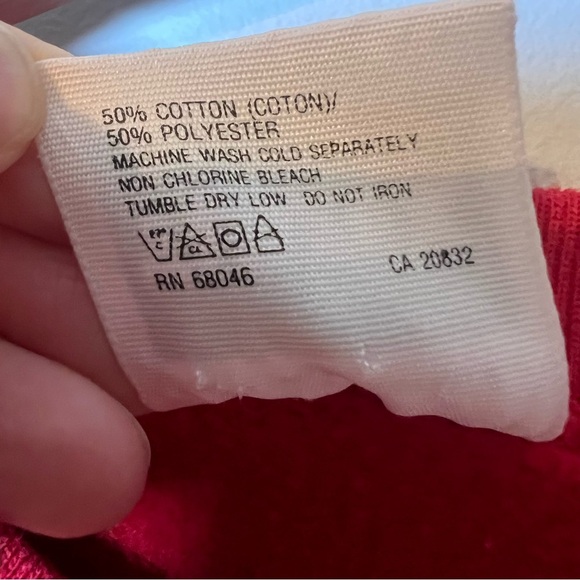 50% COTTON (COTON)/
50% POLYESTER
MACHINE WASH COLD SEPARATELY
NON CHLORINE BLEACH
TUMBLE DRY LOW DO NOT IRON
CL
RN 68046 CA 20832